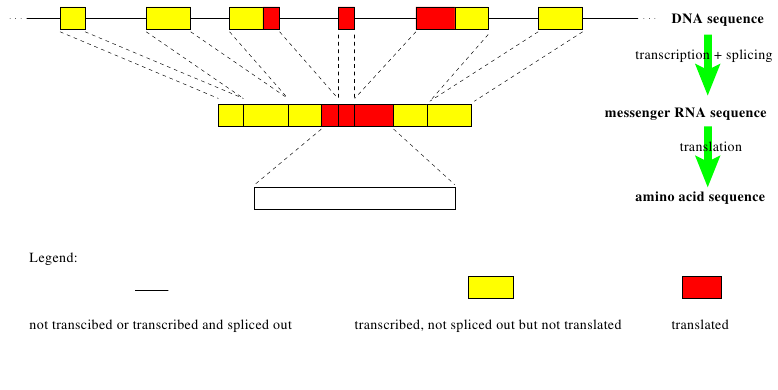 DNA sequence
transcription + splicing
messenger RNA sequence
translation
amino acid sequence
Legend:
not transcibed or transcribed and spliced out
transcribed, not spliced out but not translated
translated